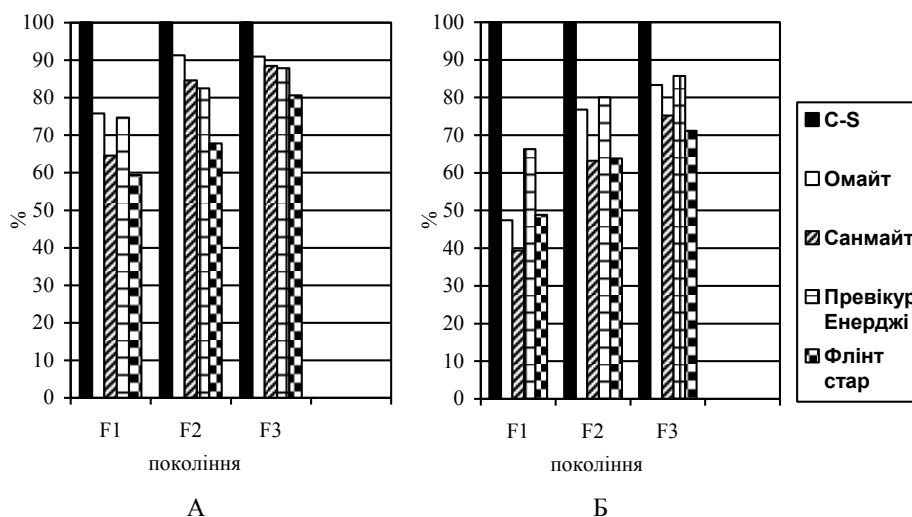 100
90
80
70
60
50
40
30
20
10
0
%
F1
F2
F3
покоління
А
100
90
80
70
60
50
40
30
20
10
0
%
F1
F2
F3
покоління
Б
C-S
Омайт
Санмайт
Превікур
Енерджі
Флінт
стар